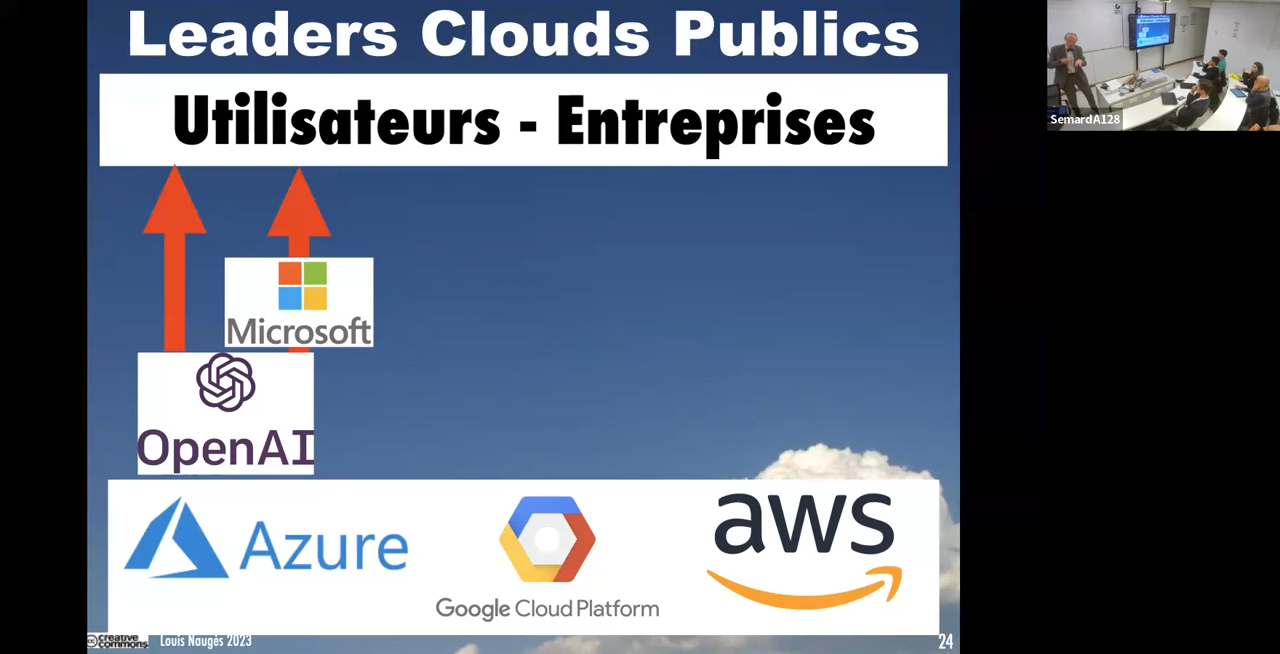 Leaders Clouds Publics
Utilisateurs - Entreprises
Microsoft
OpenAI
Azure
Google Cloud Platform
aws
cc creative commons
Louis Naugès 2023
24
SemardA128